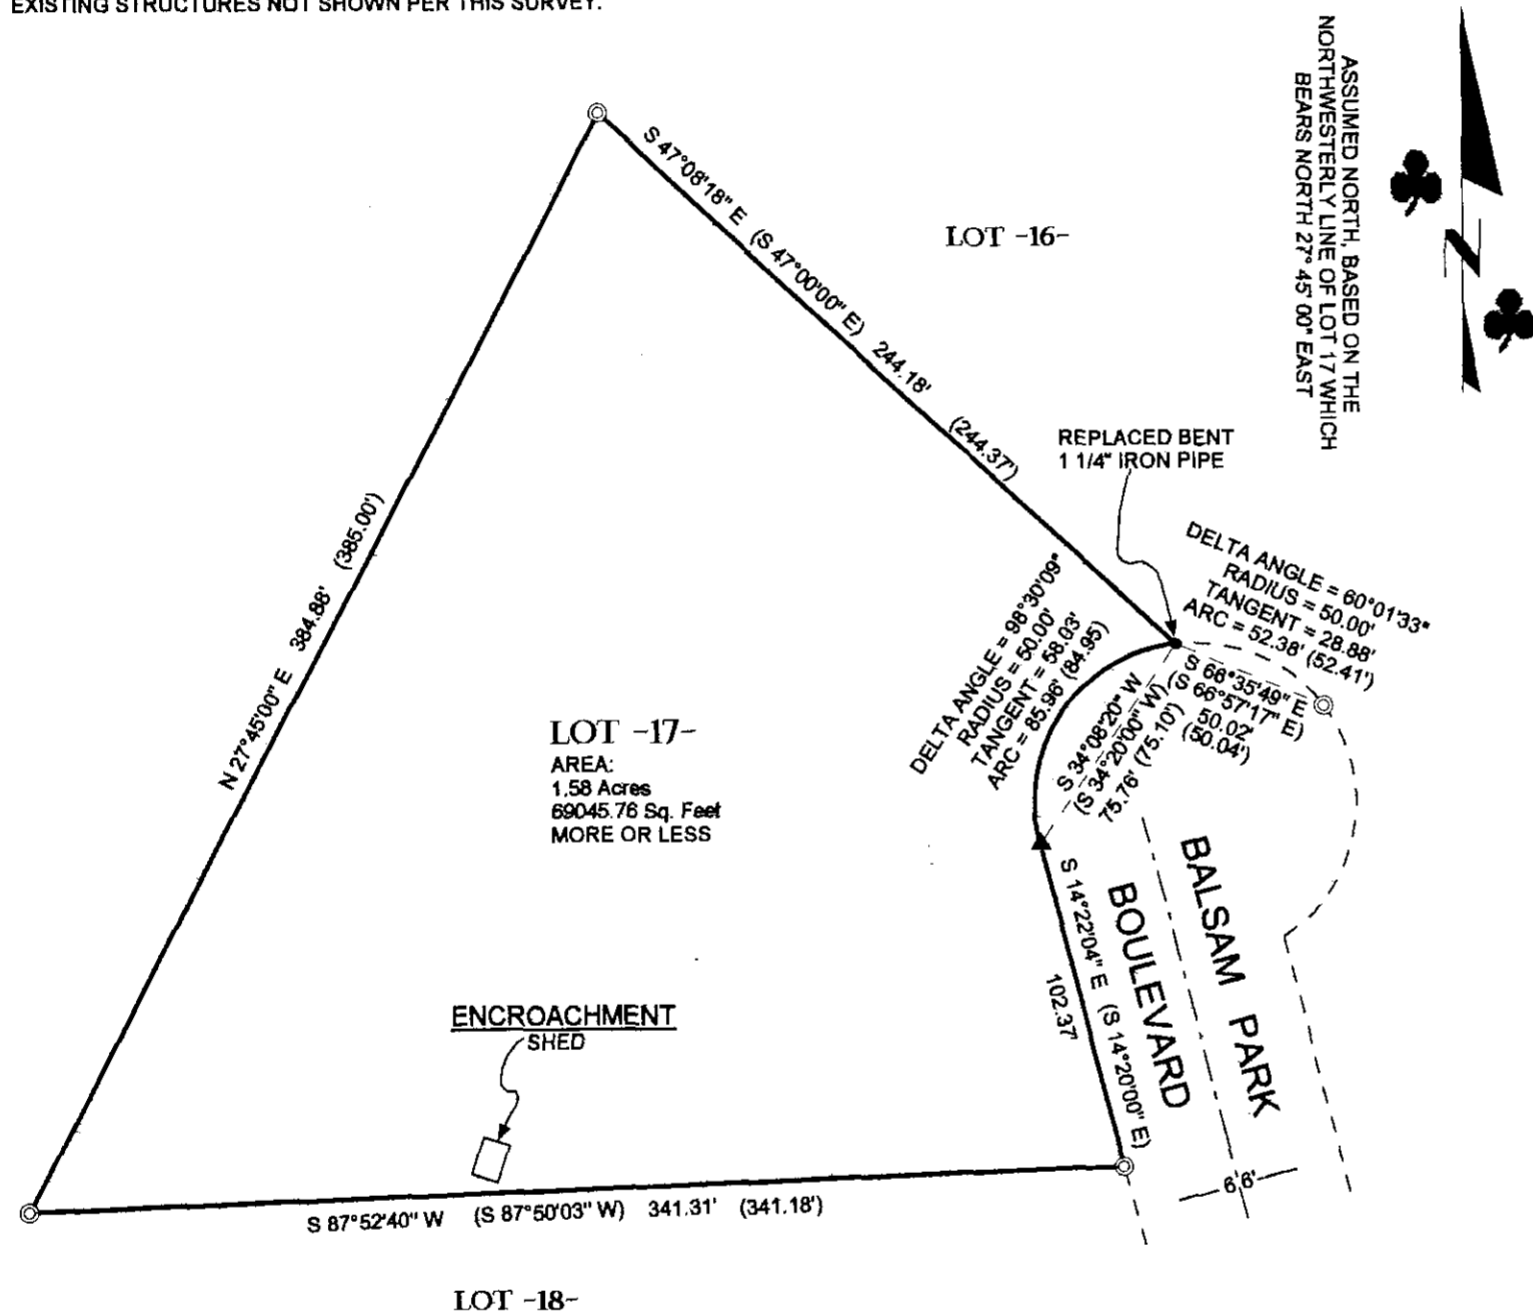 EXISTING STRUCTURES NOT SHOWN PER THIS SURVEY.
ASSUMED NORTH, BASED ON THE
NORTHWESTERLY LINE OF LOT 17 WHICH
BEARS NORTH 27° 45' 00" EAST
N
S 47°08'18" E (S 47°00'00" E) 244.18' (244.37')
LOT -16-
REPLACED BENT
1 1/4" IRON PIPE
N 27°45'00" E 384.88' (385.00')
DELTA ANGLE = 60°01'33"
RADIUS = 50.00'
TANGENT = 28.88'
ARC = 52.38' (52.41')
DELTA ANGLE = 98°30'09"
RADIUS = 50.00'
TANGENT = 58.03'
ARC = 85.96' (84.95)
S 66°35'49" E
(S 66°57'17" E)
50.02'
(50.04')
S 34°08'20" W
(S 34°20'00" W)
75.76' (75.10')
LOT -17-
AREA:
1.58 Acres
69045.76 Sq. Feet
MORE OR LESS
BALSAM PARK
BOULEVARD
S 14°22'04" E (S 14°20'00" E)
102.37'
ENCROACHMENT
SHED
66'
S 87°52'40" W (S 87°50'03" W) 341.31' (341.18')
LOT -18-